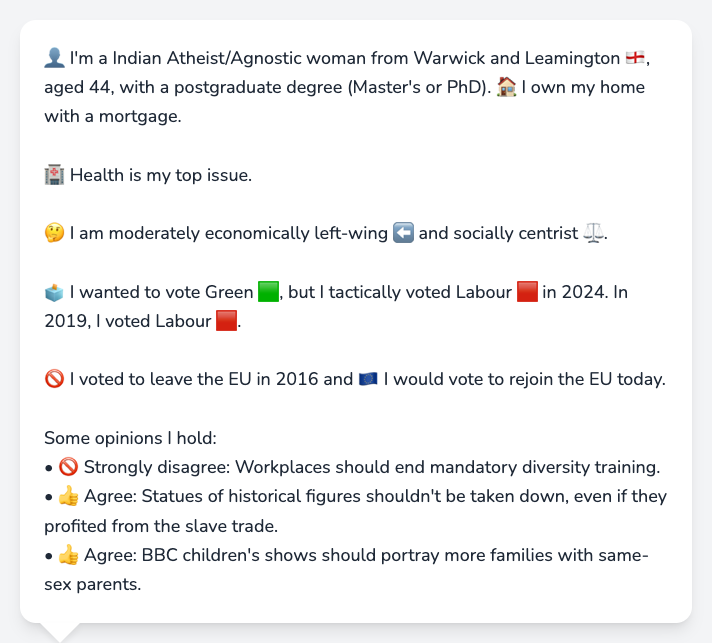 👤 I'm a Indian Atheist/Agnostic woman from Warwick and Leamington 🏴󠁧󠁢󠁥󠁮󠁧󠁿,
aged 44, with a postgraduate degree (Master's or PhD). 🏠 I own my home
with a mortgage.
🏥 Health is my top issue.
🤔 I am moderately economically left-wing ⬅️ and socially centrist ⚖️.
🗳️ I wanted to vote Green 🟩, but I tactically voted Labour 🟥 in 2024. In
2019, I voted Labour 🟥.
🚫 I voted to leave the EU in 2016 and 🇪🇺 I would vote to rejoin the EU today.
Some opinions I hold:
• 🚫 Strongly disagree: Workplaces should end mandatory diversity training.
• 👍 Agree: Statues of historical figures shouldn't be taken down, even if they
profited from the slave trade.
• 👍 Agree: BBC children's shows should portray more families with same-
sex parents.